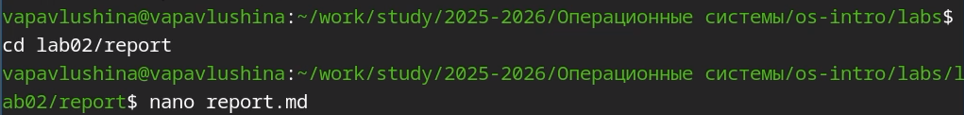 vapavlushina@vapavlushina:~/work/study/2025-2026/Операционные системы/os-intro/labs$
cd lab02/report
vapavlushina@vapavlushina:~/work/study/2025-2026/Операционные системы/os-intro/labs/l
ab02/report$ nano report.md